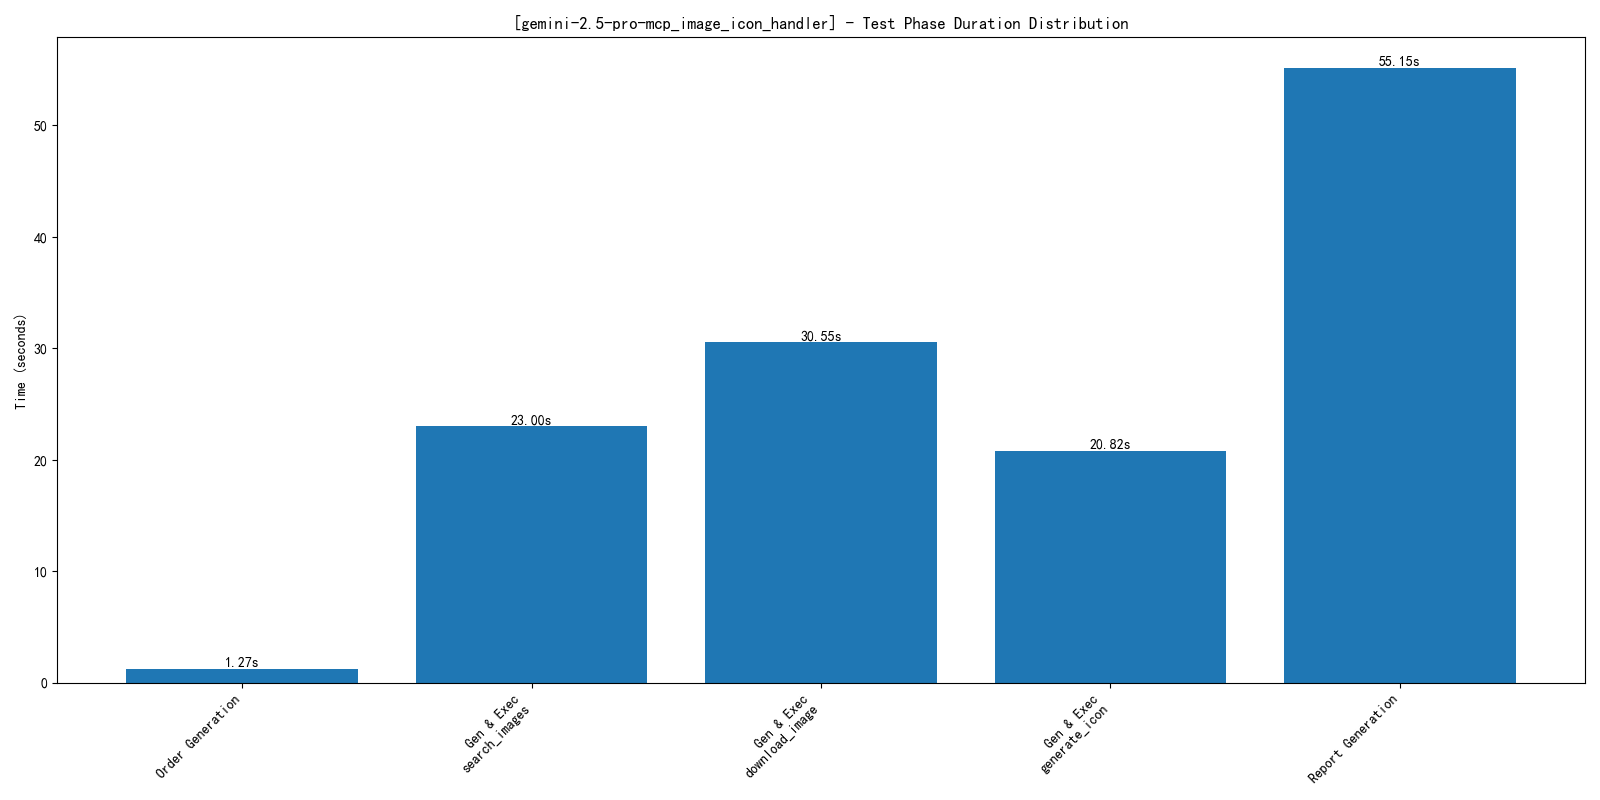 [gemini-2.5-pro-mcp_image_icon_handler] - Test Phase Duration Distribution
Time (seconds)
50
40
30
20
10
0
1.27s
23.00s
30.55s
20.82s
55.15s
Order Generation
Gen & Exec
search_images
Gen & Exec
download_image
Gen & Exec
generate_icon
Report Generation